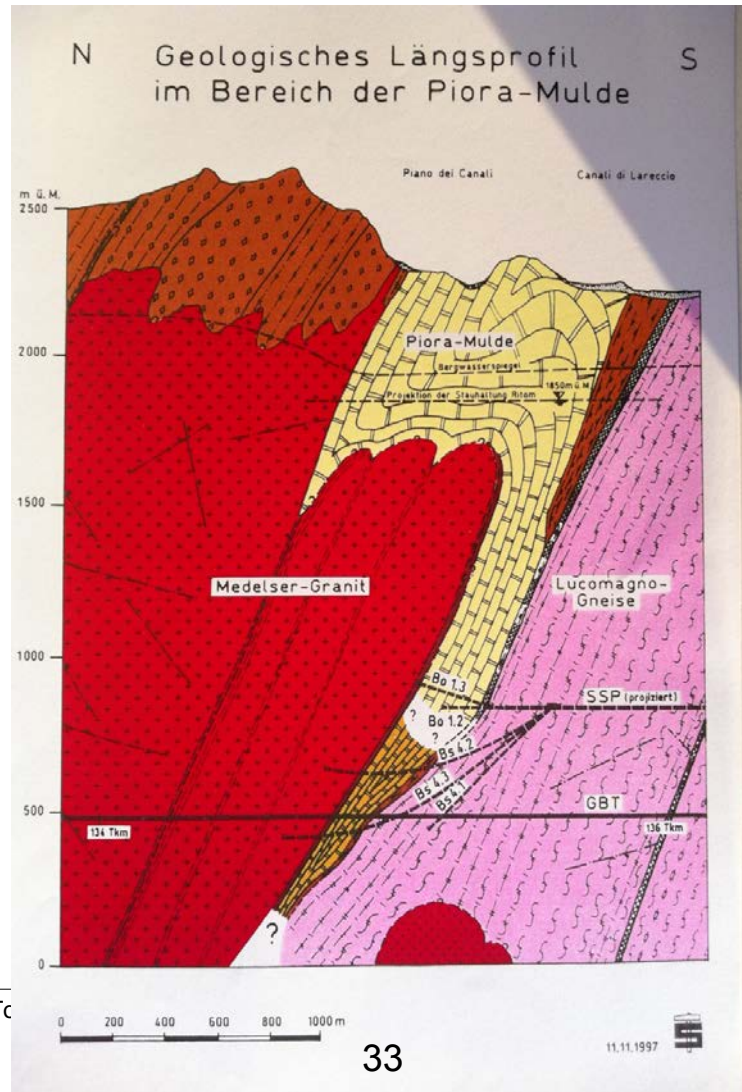 N
Geologisches Längsprofil
im Bereich der Piora-Mulde
S
Piano dei Canali
Canali di Lareccio
m ü. M.
2500
Piora-Mulde
2000
Bergwasserspiegel
1850m ü. M.
Projektion der Stauhaltung Ritom
?
1500
Medelser-Granit
Lucomagno-
Gneise
1000
Bo 1.3
SSP (projiziert)
?
Bo 1.2
?
Bs 4.2
Bs 4.3
Bs 4.1
500
GBT
134 Tkm
136 Tkm
?
0
To
0 200 400 600 800 1000 m
33
11.11.1997
S